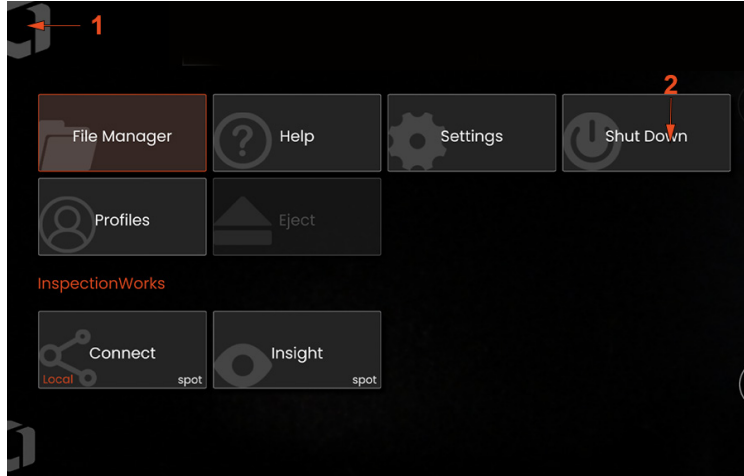 1
2
File Manager
Help
Settings
Shut Down
Profiles
Eject
InspectionWorks
Connect
Local
spot
Insight
spot